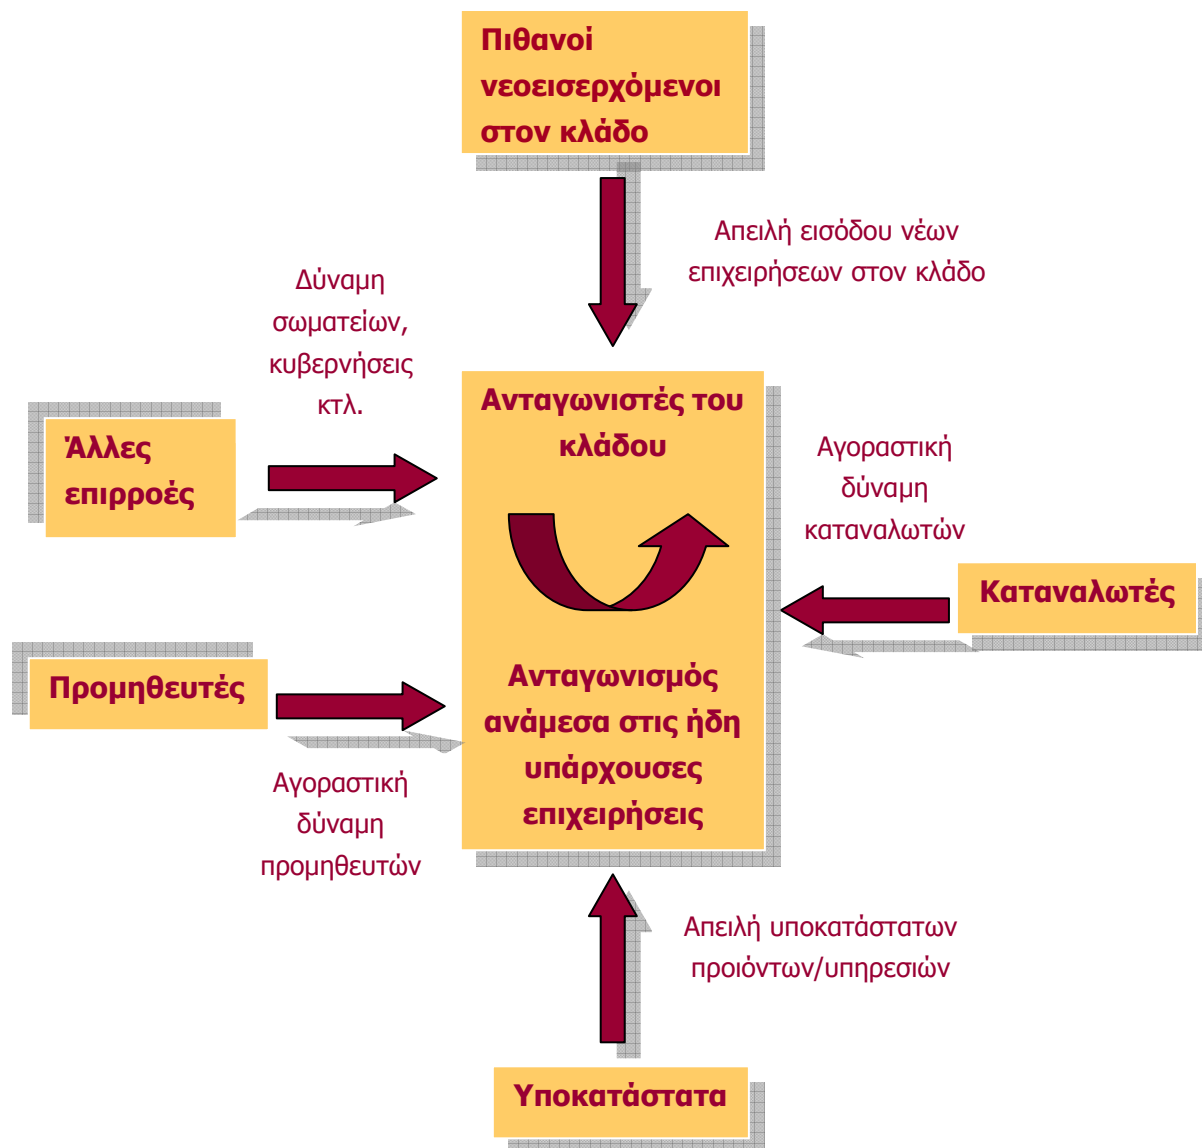 Πιθανοί
νεοεισερχόμενοι
στον κλάδο
Απειλή εισόδου νέων
επιχειρήσεων στον κλάδο
Δύναμη
σωματείων,
κυβερνήσεις
κτλ.
Άλλες
επιρροές
Ανταγωνιστές του
κλάδου
Αγοραστική
δύναμη
καταναλωτών
Καταναλωτές
Προμηθευτές
Ανταγωνισμός
ανάμεσα στις ήδη
υπάρχουσες
επιχειρήσεις
Αγοραστική
δύναμη
προμηθευτών
Απειλή υποκατάστατων
προιόντων/υπηρεσιών
Υποκατάστατα